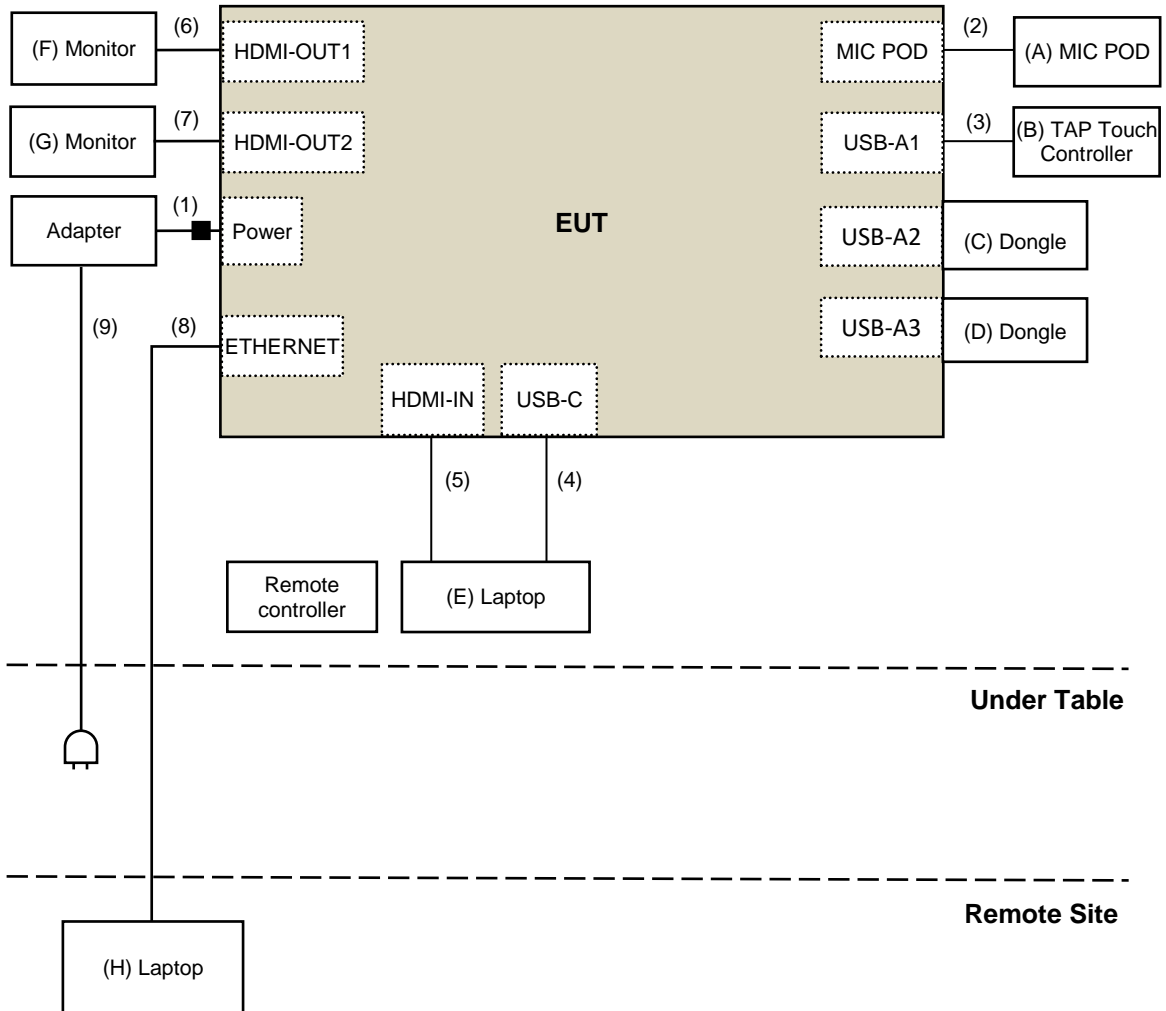 (6)
(2)
(F) Monitor
HDMI-OUT1
MIC POD
(A) MIC POD
(7)
(3)
(G) Monitor
HDMI-OUT2
USB-A1
(B) TAP Touch
Controller
(1)
Adapter
Power
EUT
USB-A2
(C) Dongle
(9)
(8)
ETHERNET
USB-A3
(D) Dongle
HDMI-IN
USB-C
(5)
(4)
Remote
controller
(E) Laptop
Under Table
Remote Site
(H) Laptop